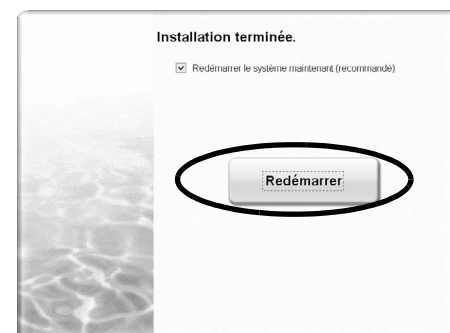 Installation terminée.
Redémarrer le système maintenant (recommandé)
Redémarrer